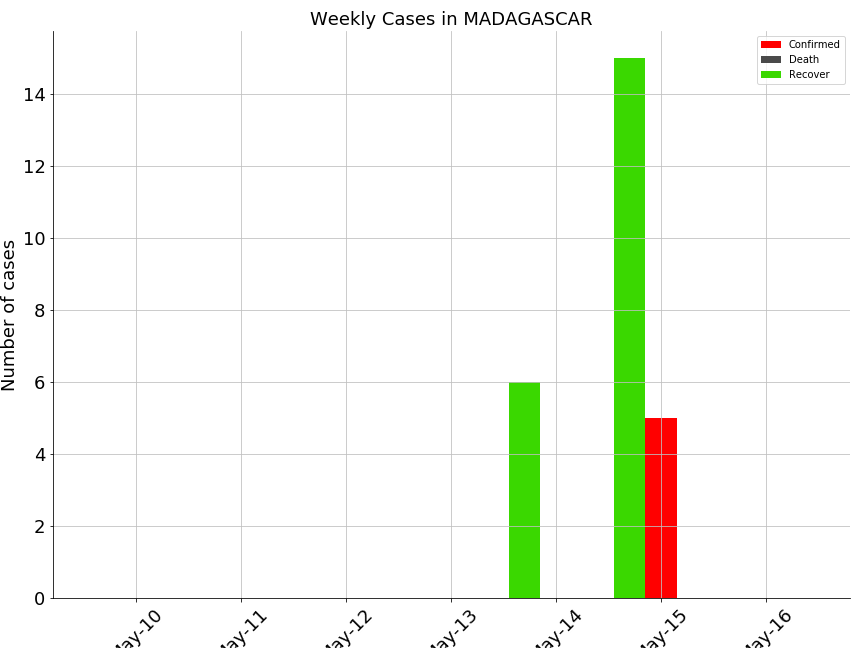 Weekly Cases in MADAGASCAR
Confirmed
Death
Recover
Number of cases
14
12
10
8
6
4
2
0
May-10
May-11
May-12
May-13
May-14
May-15
May-16